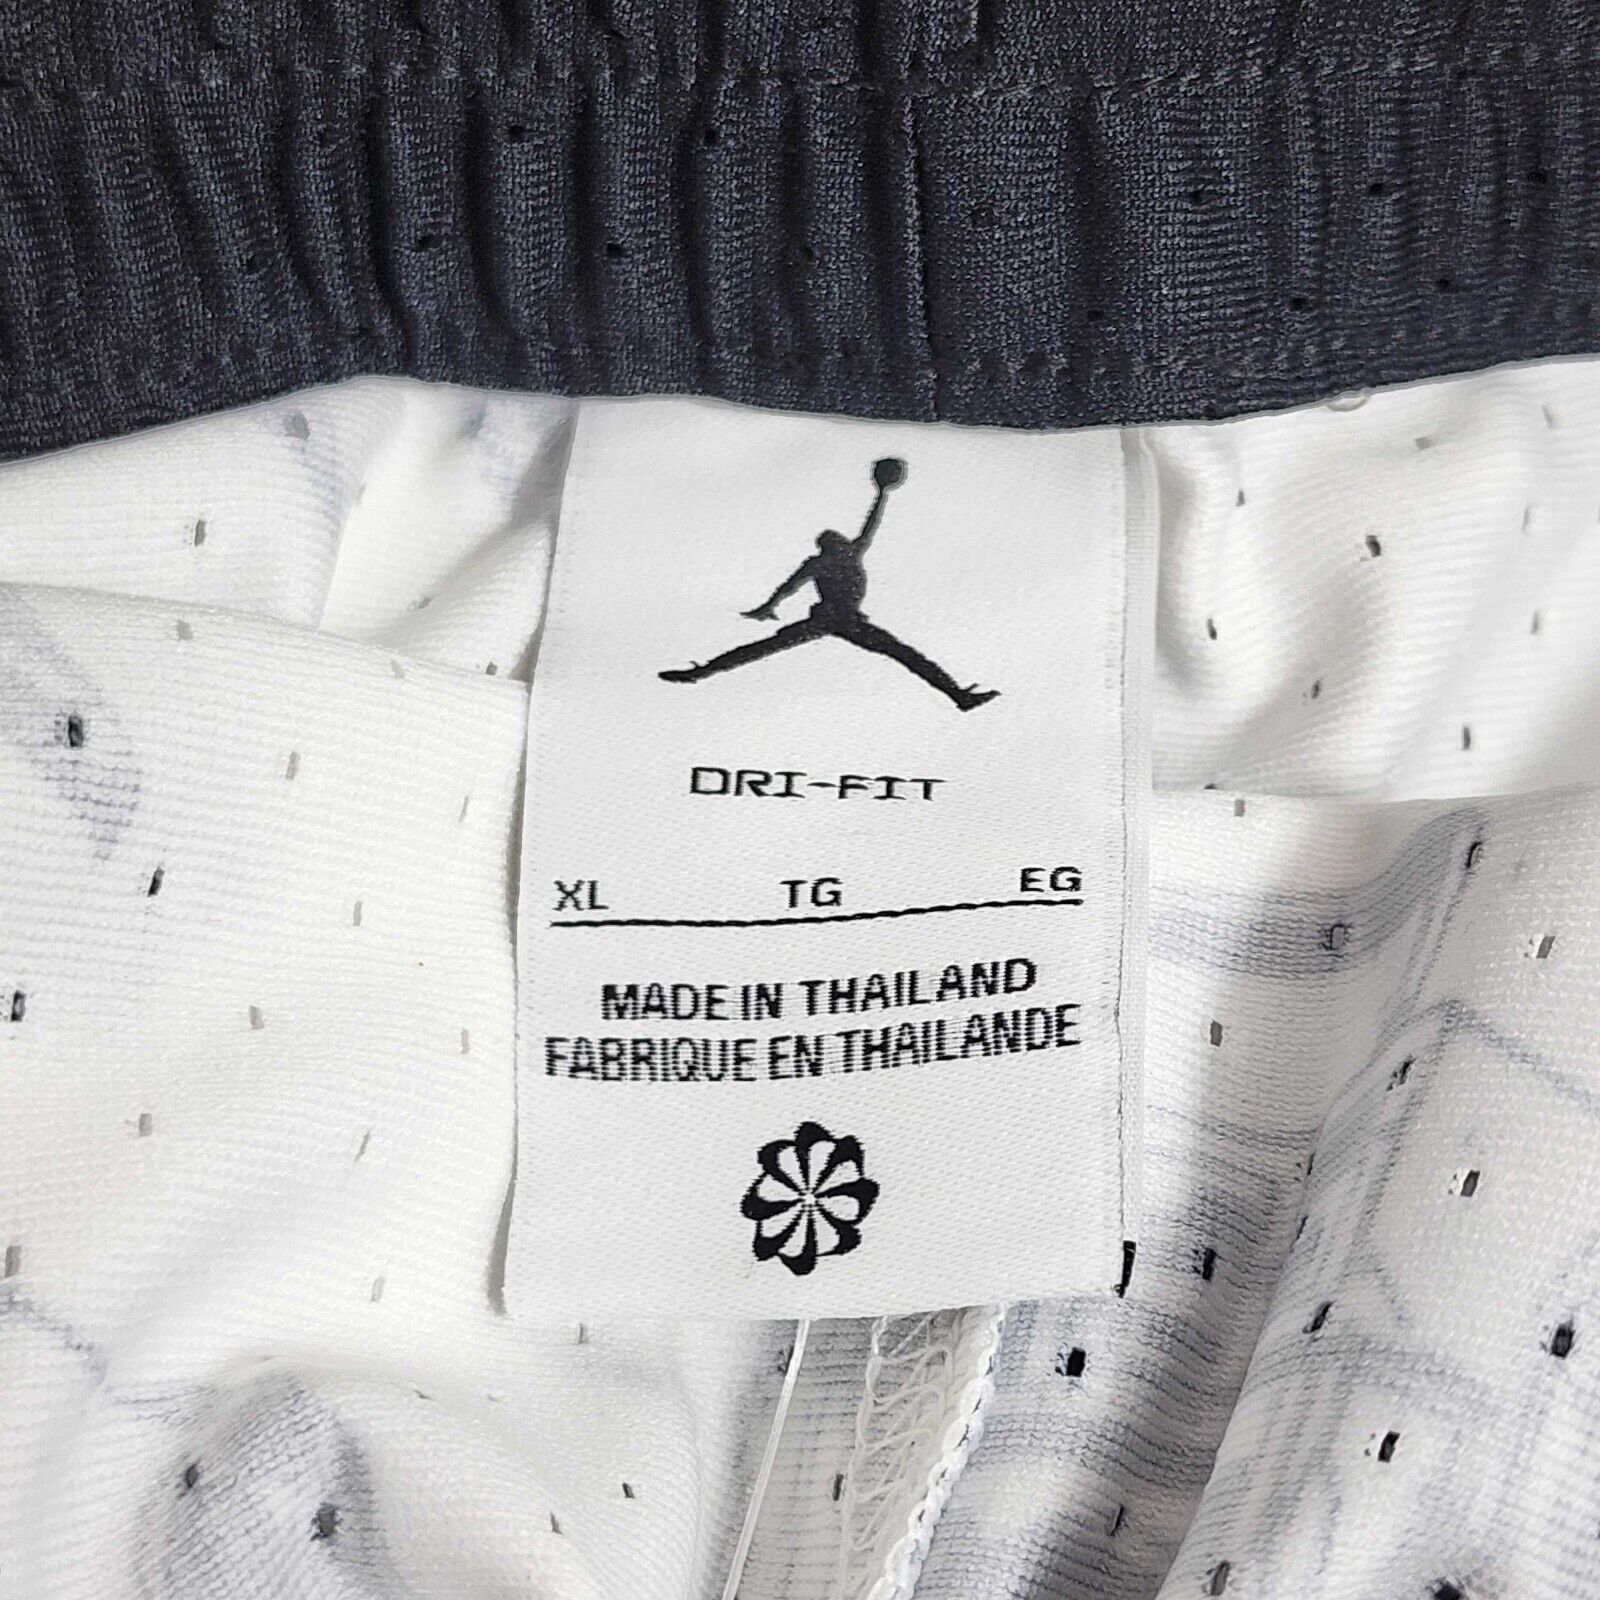 DRI-FIT
XL TG EG
MADE IN THAILAND
FABRIQUE EN THAILANDE